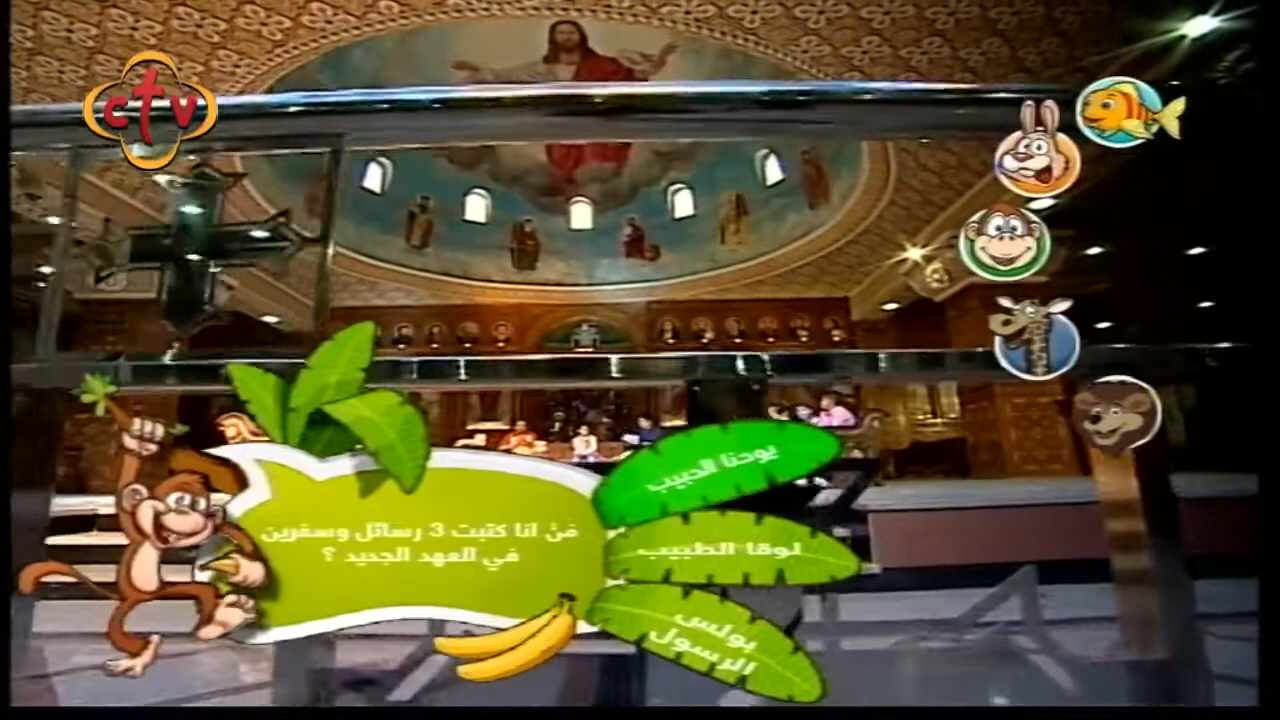 CTV
مَنْ انا كتبت 3 رسائل وسفرين
في العهد الجديد ؟
يوحنا الحبيب
لوقا الطبيب
بولس
الرسول